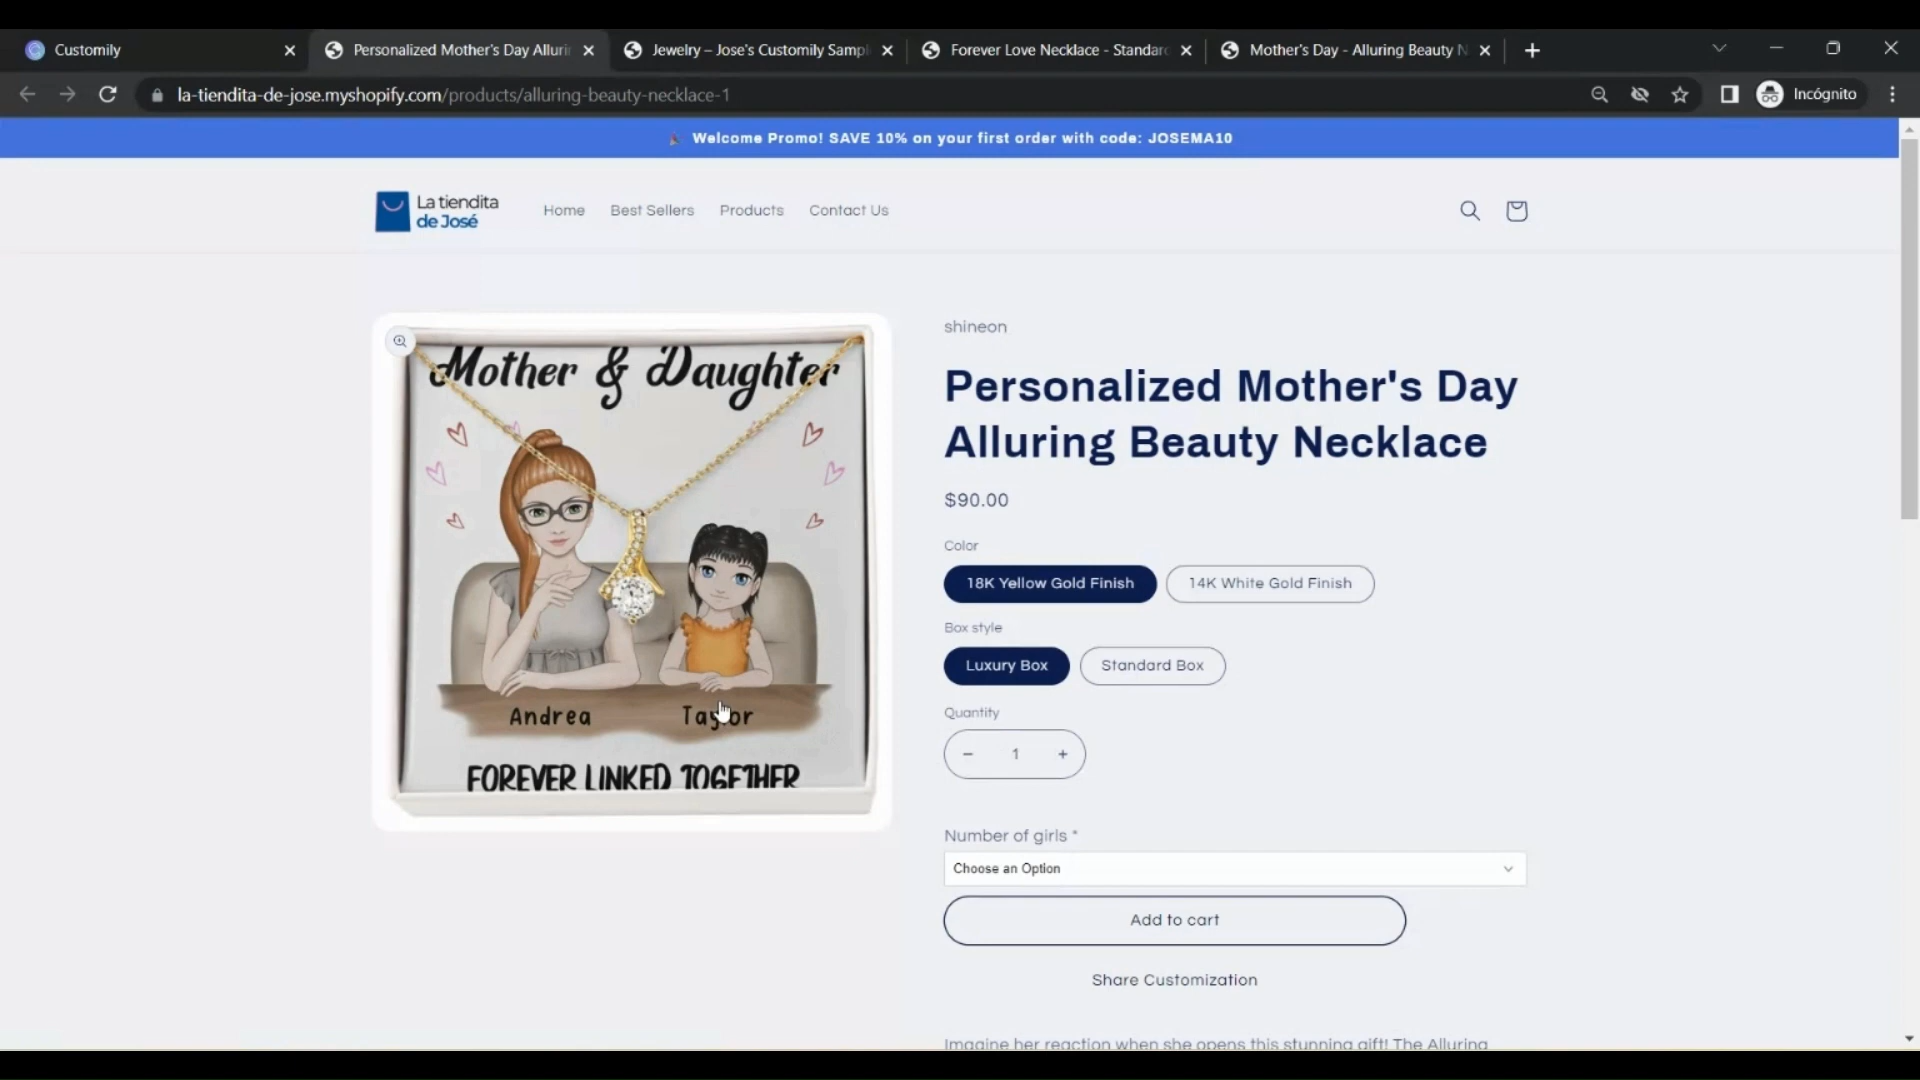 Customily
Personalized Mother's Day Allurin
Jewelry – Jose's Customily Sampl
Forever Love Necklace - Standard
Mother's Day - Alluring Beauty N
la-tiendita-de-jose.myshopify.com/products/alluring-beauty-necklace-1
Incógnito
Welcome Promo! SAVE 10% on your first order with code: JOSEMA10
La tiendita
de José
Home
Best Sellers
Products
Contact Us
Mother & Daughter
Andrea
Taylor
FOREVER LINKED TOGETHER
shineon
Personalized Mother's Day
Alluring Beauty Necklace
$90.00
Color
18K Yellow Gold Finish
14K White Gold Finish
Box style
Luxury Box
Standard Box
Quantity
− 1 +
Number of girls *
Choose an Option
Add to cart
Share Customization
Imagine her reaction when she opens this stunning gift! The Alluring